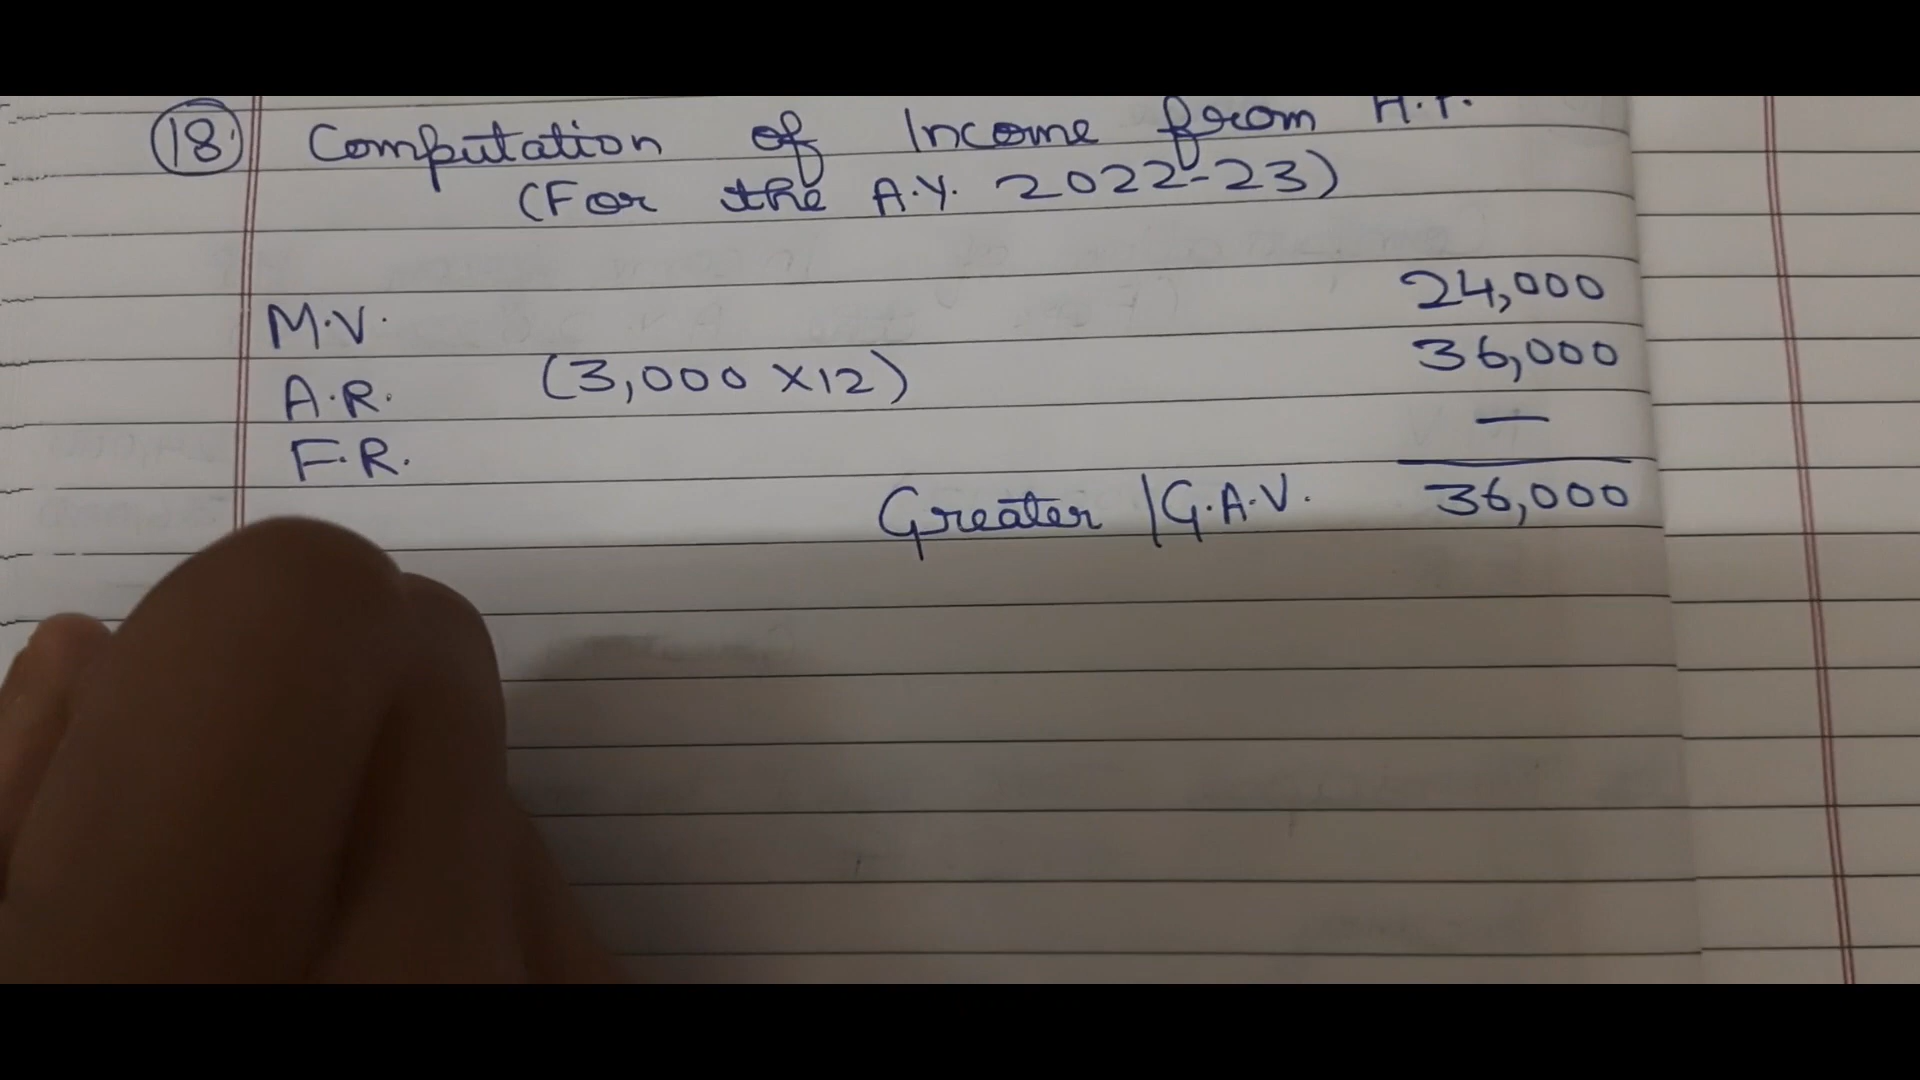 18. Computation of Income from H.P.
(For the A.Y. 2022-23)
M.V. 24,000
A.R. (3,000 X12) 36,000
F.R. —
Greater /G.A.V. 36,000